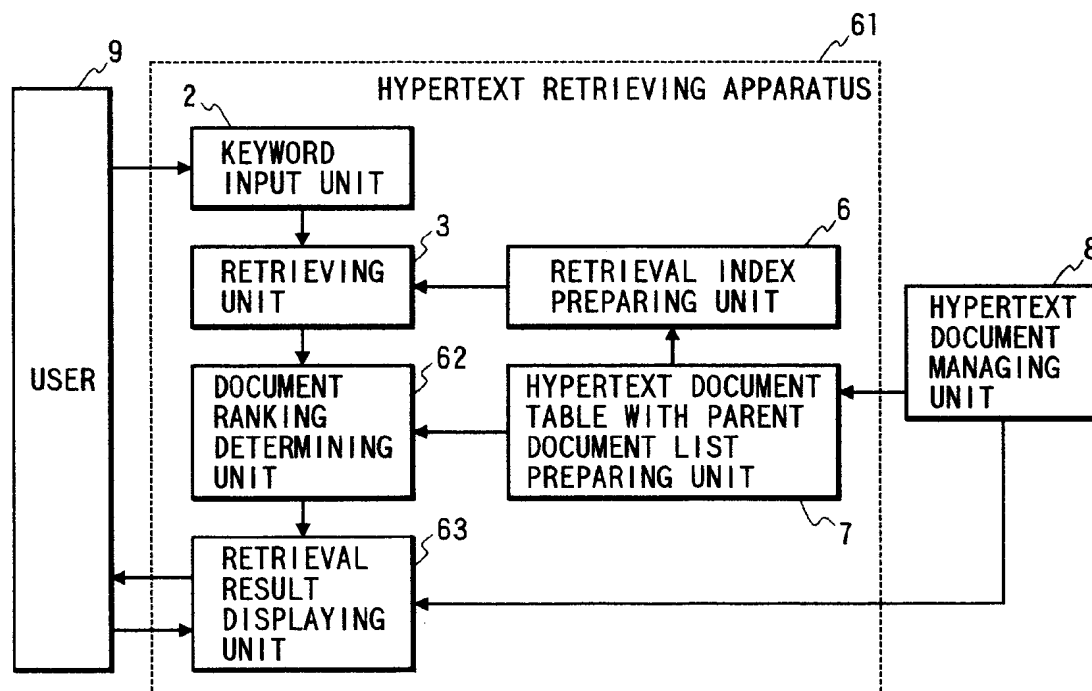 61
9
HYPERTEXT RETRIEVING APPARATUS
2
KEYWORD
INPUT UNIT
3
RETRIEVING
UNIT
6
RETRIEVAL INDEX
PREPARING UNIT
8
HYPERTEXT
DOCUMENT
MANAGING
UNIT
USER
62
DOCUMENT
RANKING
DETERMINING
UNIT
HYPERTEXT DOCUMENT
TABLE WITH PARENT
DOCUMENT LIST
PREPARING UNIT
7
63
RETRIEVAL
RESULT
DISPLAYING
UNIT